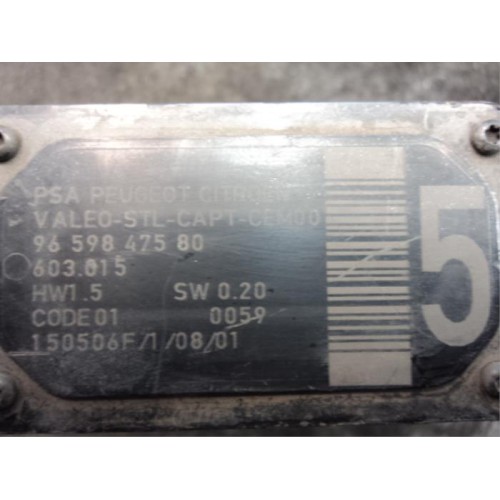 PSA PEUGEOT CITROEN
VALEO-STL-CAPT-CEM00
96 598 475 80
603.015
HW1.5 SW 0.20
CODE01 0059
150506F/1/08/01
5